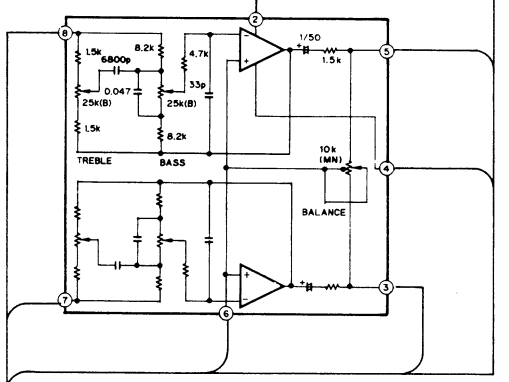 2
8
8.2k
1/50
1.5k
4.7k
5
6800p
1.5k
0.047
33p
25k(B)
25k(B)
1.5k
8.2k
10k
(MN)
4
TREBLE
BASS
BALANCE
7
6
3